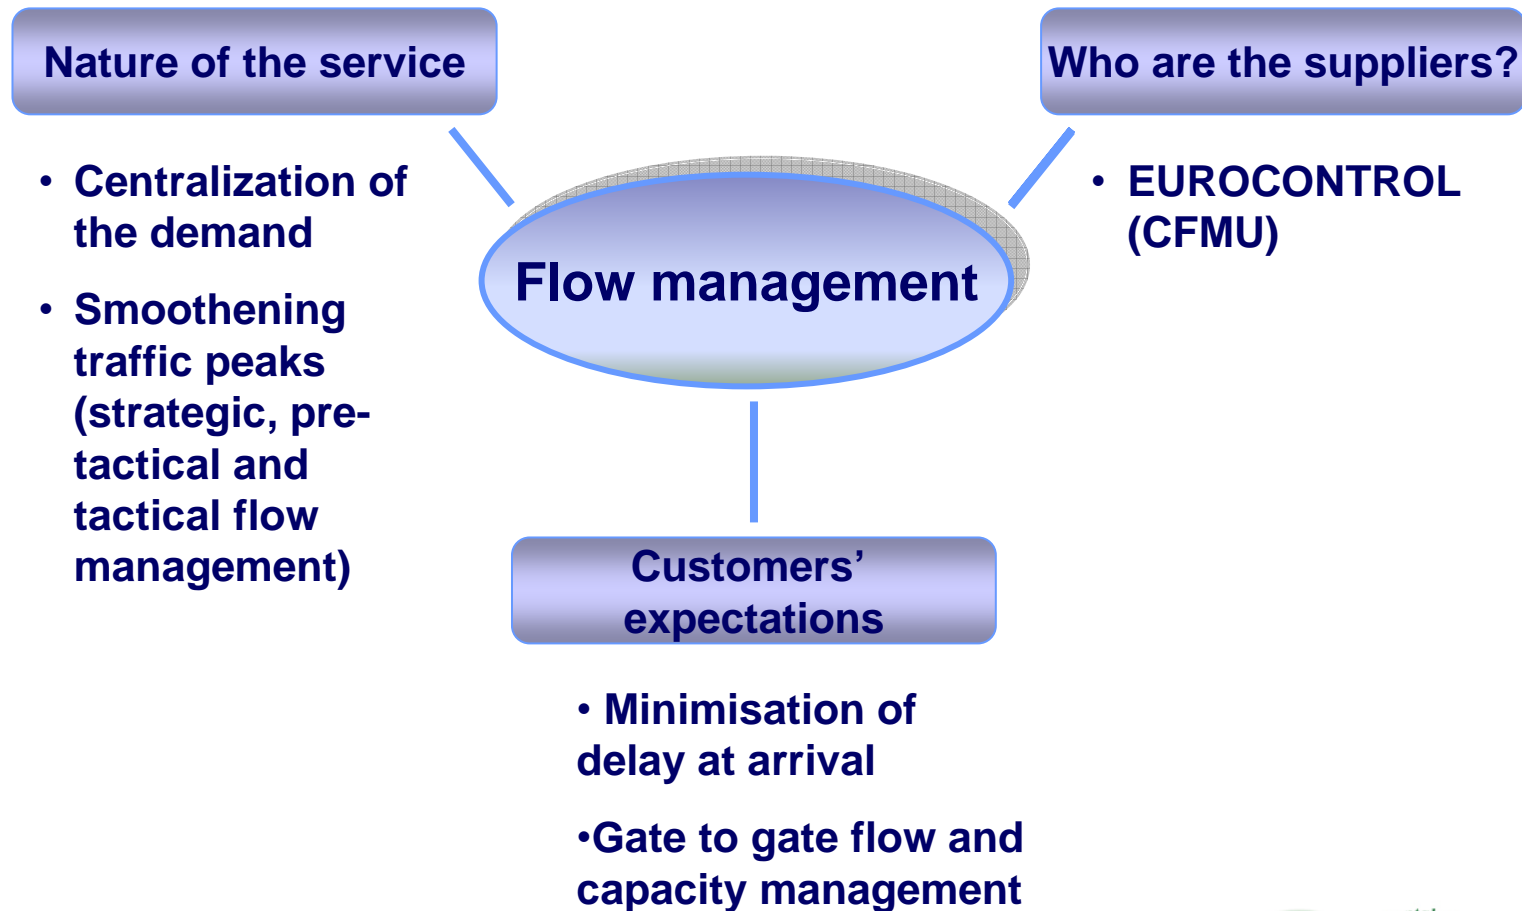 Nature of the service
Who are the suppliers?
• Centralization of
the demand
• Smoothening
traffic peaks
(strategic, pre-
tactical and
tactical flow
management)
• EUROCONTROL
(CFMU)
Flow management
Customers’
expectations
• Minimisation of
delay at arrival
•Gate to gate flow and
capacity management